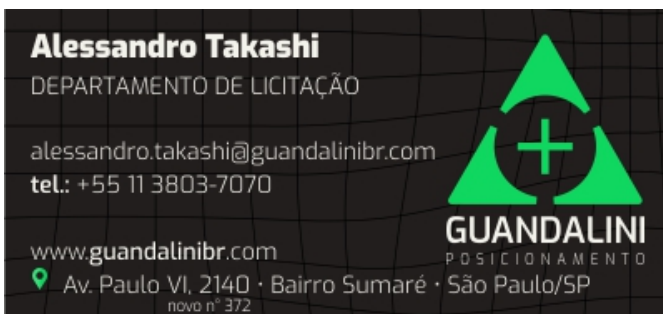 Alessandro Takashi
DEPARTAMENTO DE LICITAÇÃO
alessandro.takashi@guandalinibr.com
tel.: +55 11 3803-7070
www.guandalinibr.com
Av. Paulo VI, 2140 · Bairro Sumaré · São Paulo/SP
novo n° 372
GUANDALINI
POSICIONAMENTO